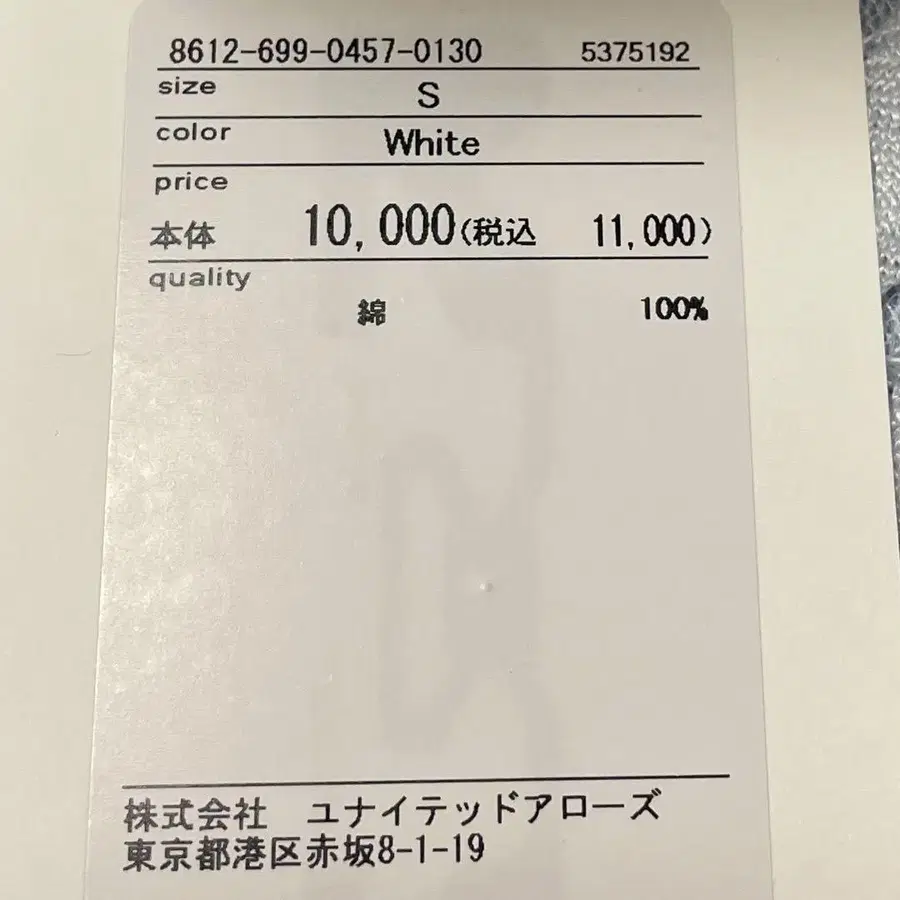 8612-699-0457-0130 5375192
size S
color White
price
本体 10,000(税込 11,000)
quality
綿 100%
株式会社 ユナイテッドアローズ
東京都港区赤坂8-1-19